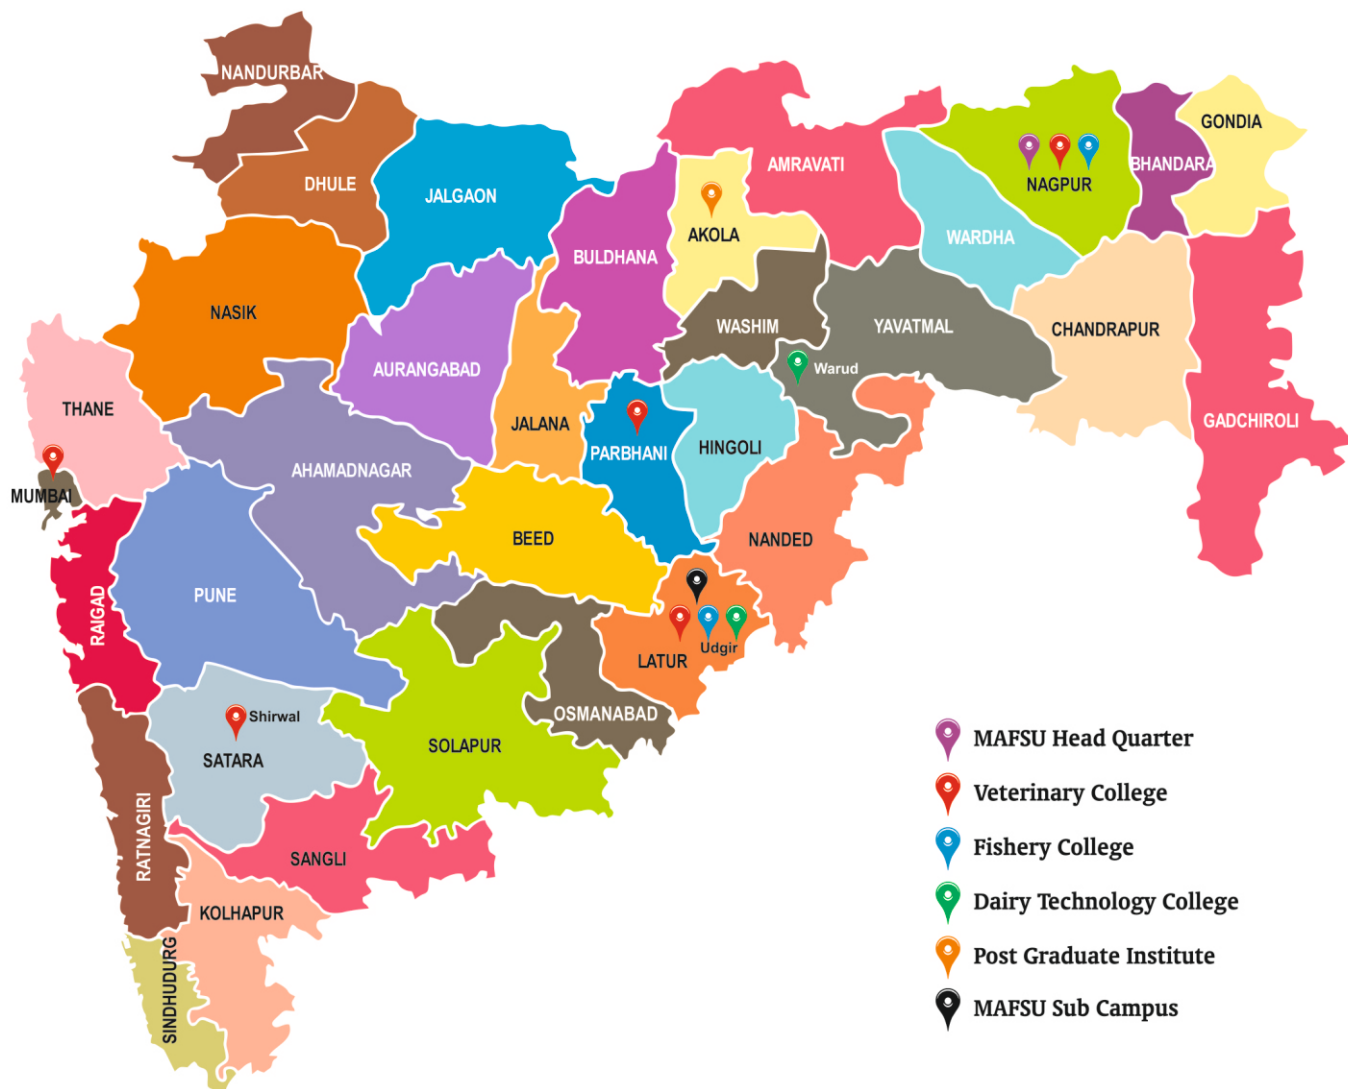 NANDURBAR
DHULE
JALGAON
AMRAVATI
NAGPUR
BHANDARA
GONDIA
BULDHANA
AKOLA
WARDHA
NASIK
AURANGABAD
JALANA
WASHIM
YAVATMAL
CHANDRAPUR
GADCHIROLI
Warud
THANE
MUMBAI
AHAMADNAGAR
PARBHANI
HINGOLI
BEED
NANDED
RAIGAD
PUNE
LATUR
Udgir
OSMANABAD
Shirwal
SATARA
SOLAPUR
RATNAGIRI
SANGLI
KOLHAPUR
SINDHUDURG
MAFSU Head Quarter
Veterinary College
Fishery College
Dairy Technology College
Post Graduate Institute
MAFSU Sub Campus